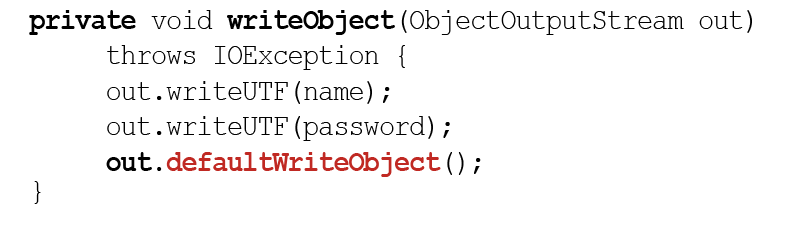 private void writeObject(ObjectOutputStream out)
throws IOException {
out.writeUTF(name);
out.writeUTF(password);
out.defaultWriteObject();
}